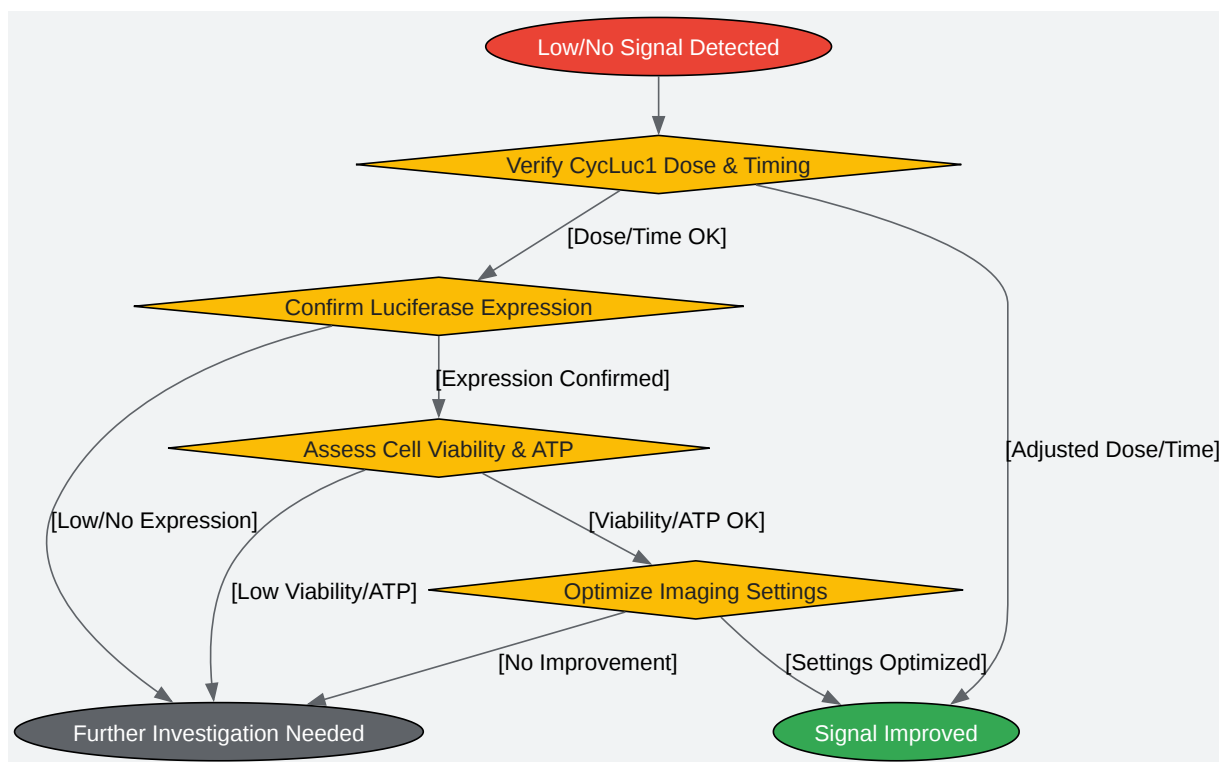 Low/No Signal Detected
Verify CycLuc1 Dose & Timing
[Dose/Time OK]
Confirm Luciferase Expression
[Expression Confirmed]
Assess Cell Viability & ATP
[Adjusted Dose/Time]
[Low/No Expression]
[Viability/ATP OK]
[Low Viability/ATP]
Optimize Imaging Settings
[No Improvement]
[Settings Optimized]
Further Investigation Needed
Signal Improved